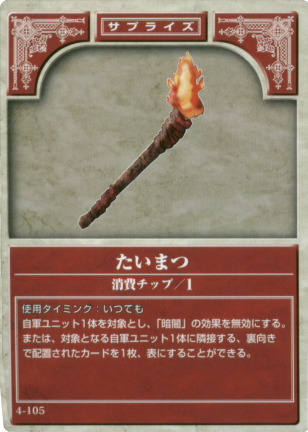 サプライズ
たいまつ
消費チップ／1
使用タイミング：いつでも
自軍ユニット1体を対象とし、「暗闇」の効果を無効にする。
または、対象となる自軍ユニット1体に隣接する、裏向き
で配置されたカードを1枚、表にすることができる。
4-105